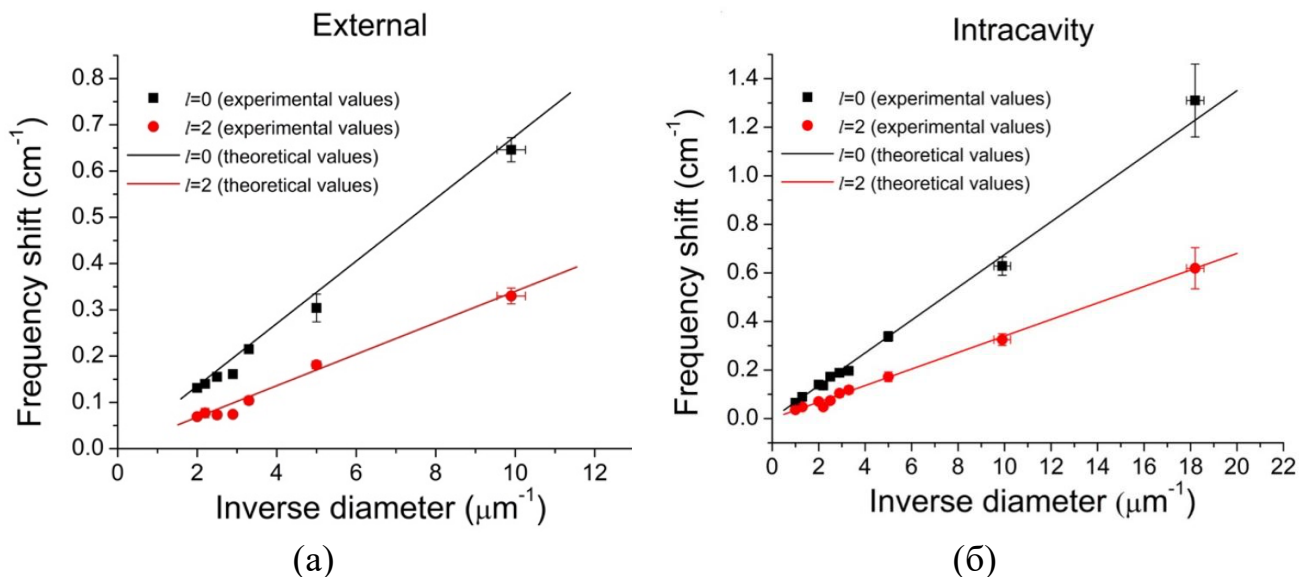 External
l=0 (experimental values)
l=2 (experimental values)
l=0 (theoretical values)
l=2 (theoretical values)
Frequency shift (cm⁻¹)
0.8
0.7
0.6
0.5
0.4
0.3
0.2
0.1
0.0
0 2 4 6 8 10 12
Inverse diameter (μm⁻¹)
(а)
Intracavity
l=0 (experimental values)
l=2 (experimental values)
l=0 (theoretical values)
l=2 (theoretical values)
Frequency shift (cm⁻¹)
1.4
1.2
1.0
0.8
0.6
0.4
0.2
0.0
0 2 4 6 8 10 12 14 16 18 20 22
Inverse diameter (μm⁻¹)
(б)